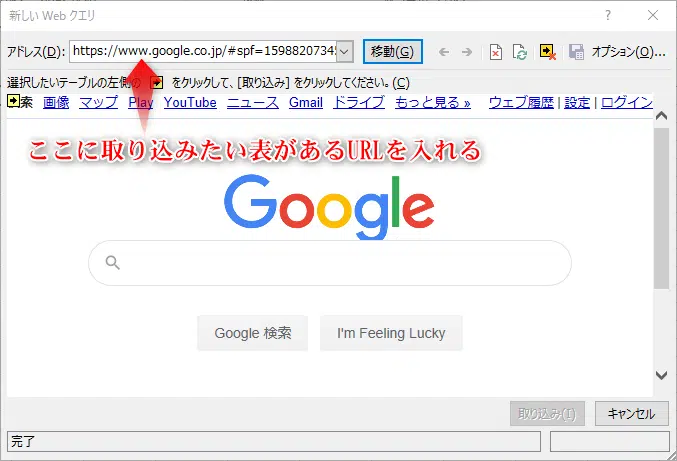 新しい Web クエリ
アドレス(D): https://www.google.co.jp/#spf=1598820734 移動(G) オプション(O)...
選択したいテーブルの左側の をクリックして、[取り込み] をクリックしてください。(C)
索 画像 マップ Play YouTube ニュース Gmail ドライブ もっと見る » ウェブ履歴 | 設定 | ログイン
ここに取り込みたい表があるURLを入れる
Google
Google 検索 I'm Feeling Lucky
取り込み(I) キャンセル
完了